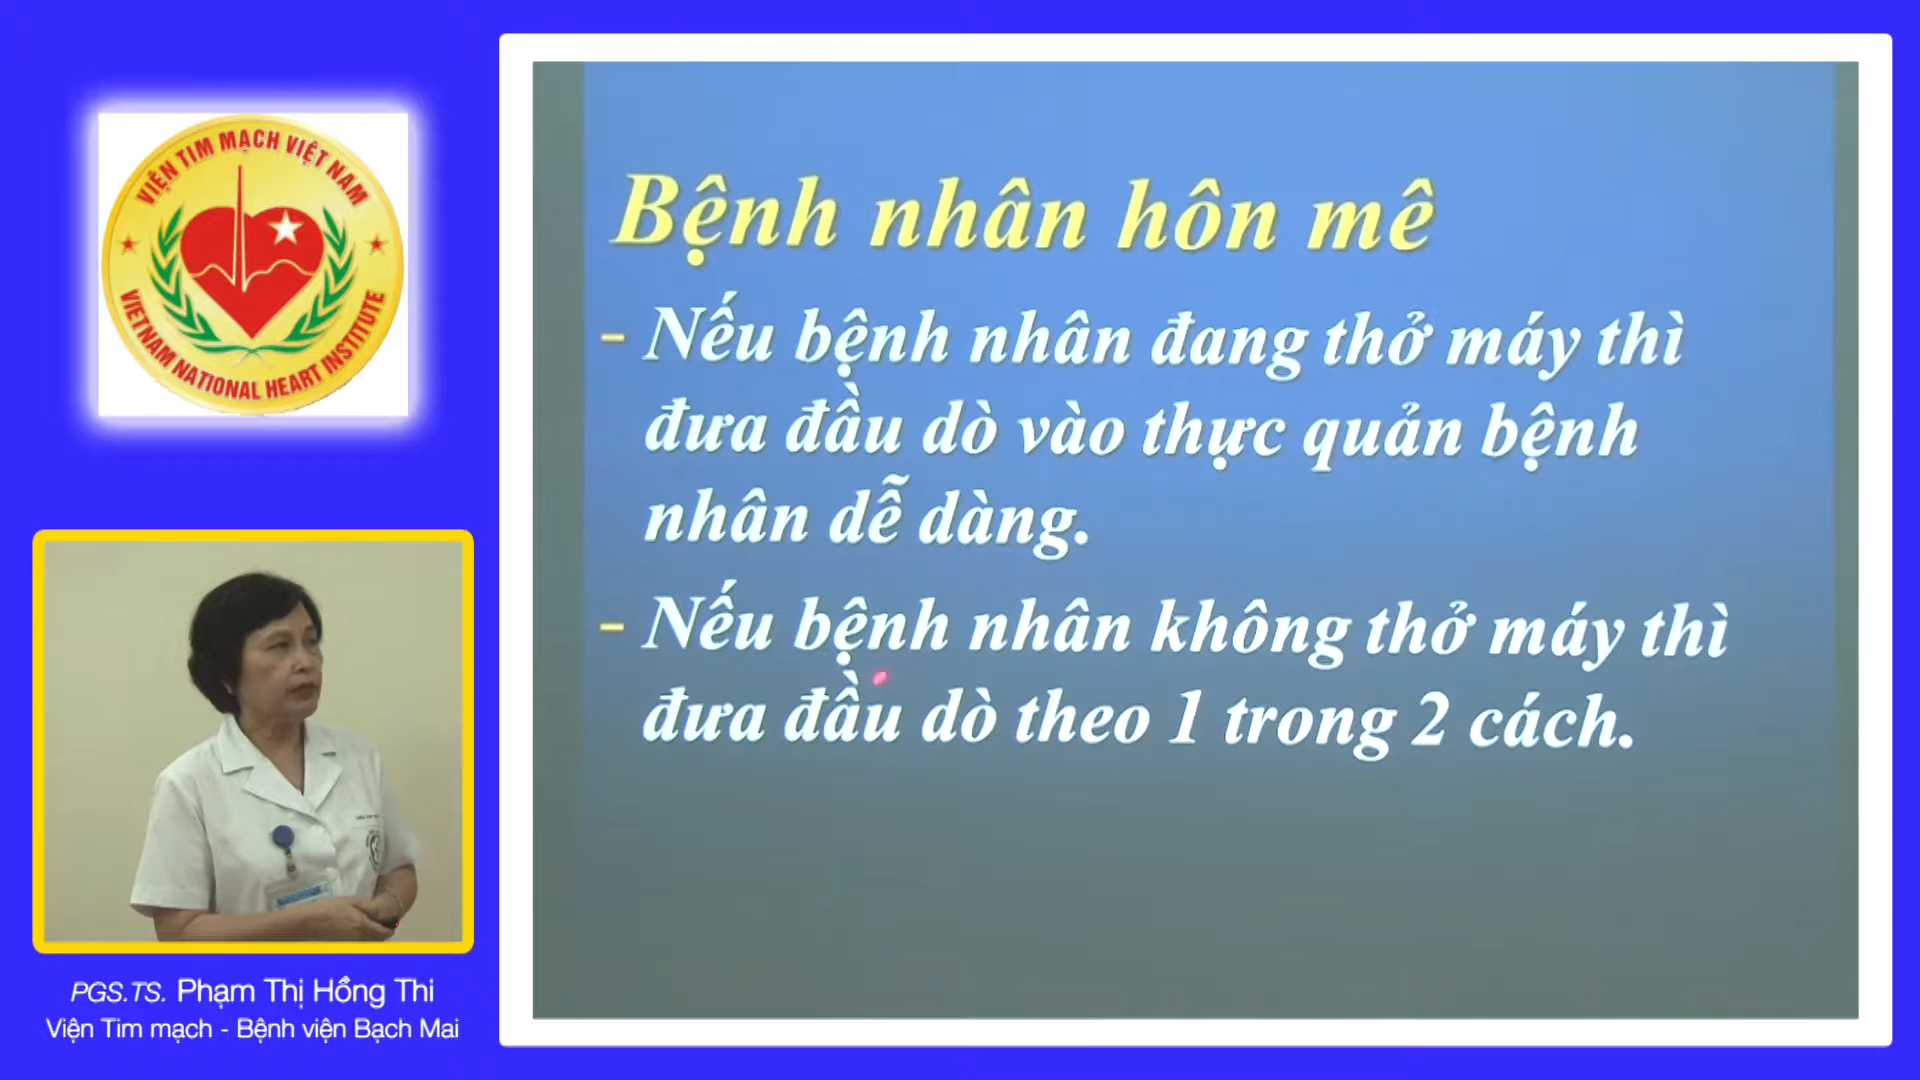 VIỆN TIM MẠCH VIỆT NAM
VIETNAM NATIONAL HEART INSTITUTE
PGS.TS. Phạm Thị Hồng Thi
Viện Tim mạch - Bệnh viện Bạch Mai
Bệnh nhân hôn mê
- Nếu bệnh nhân đang thở máy thì
đưa đầu dò vào thực quản bệnh
nhân dễ dàng.
- Nếu bệnh nhân không thở máy thì
đưa đầu dò theo 1 trong 2 cách.